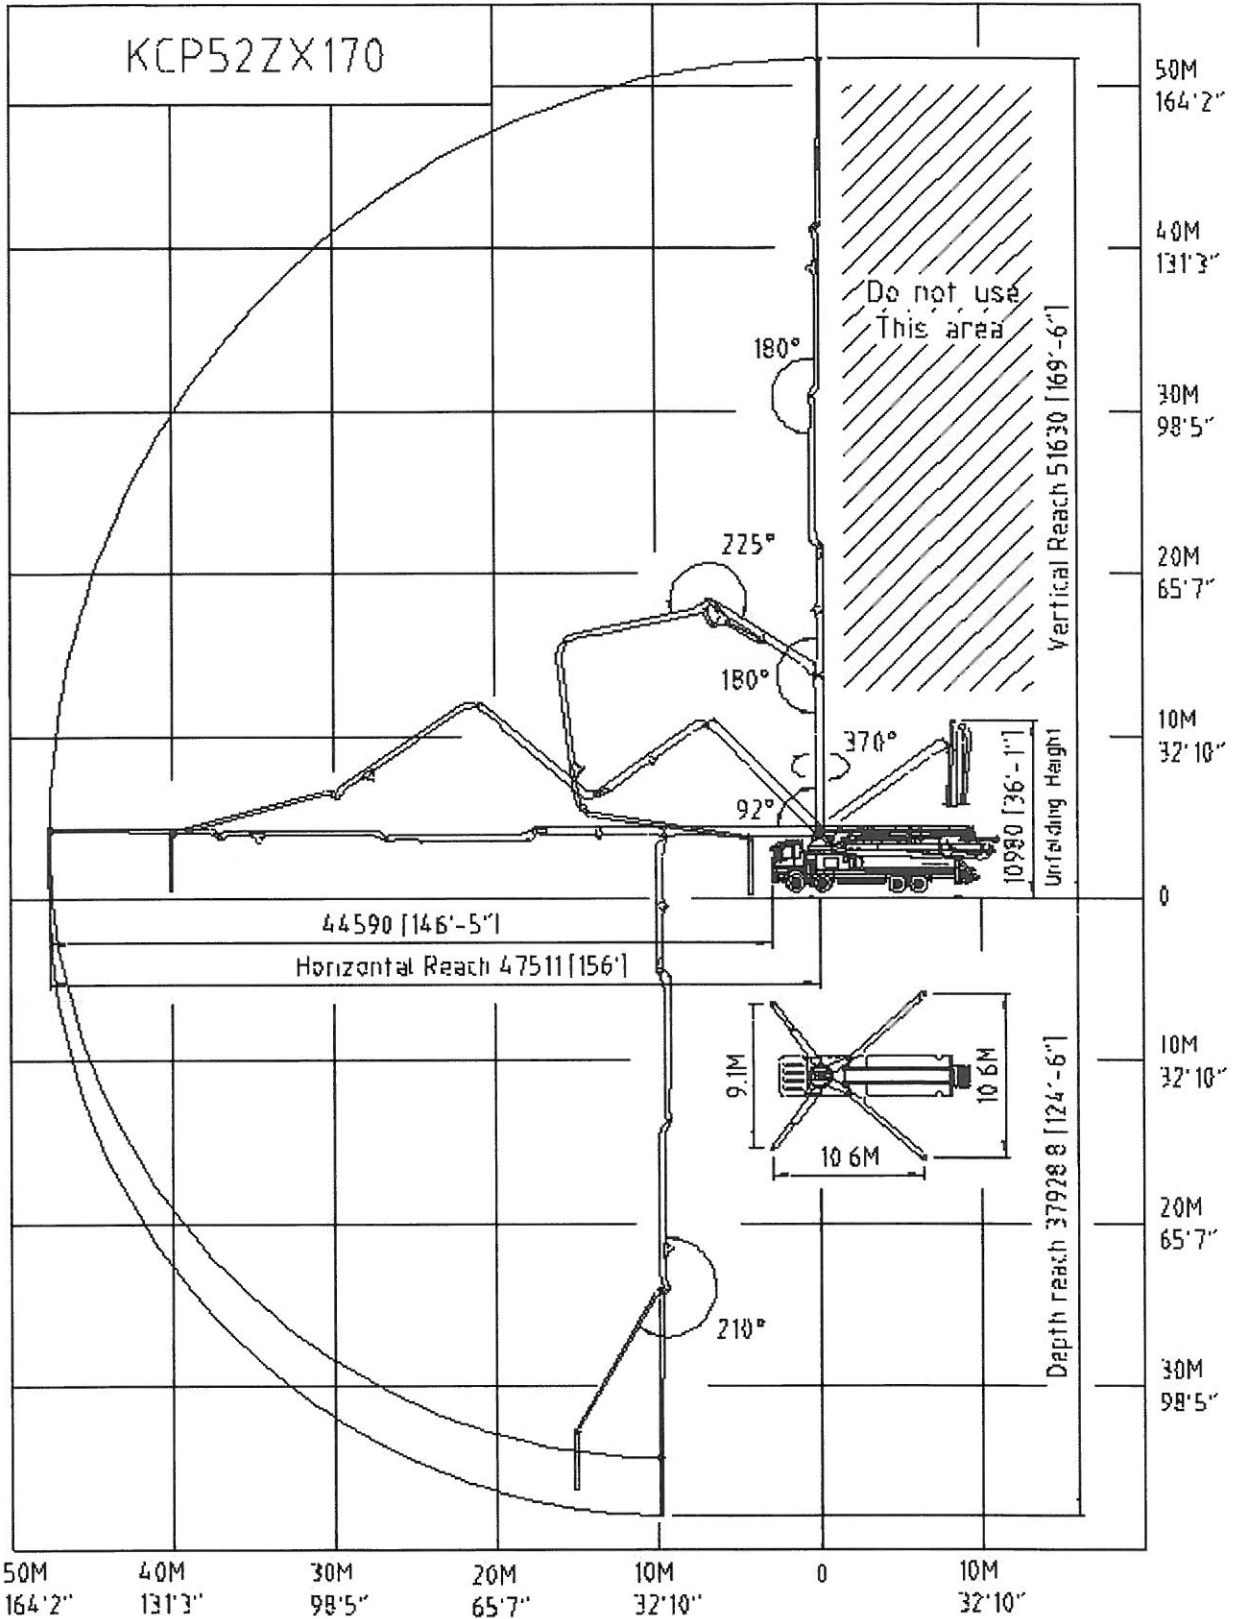 KCP52ZX170
50M
164'2"
40M
131'3"
Do not use
This area
180°
Vertical Reach 51630 [169'-6"]
30M
98'5"
225°
20M
65'7"
180°
370°
10M
32'10"
92°
10980 [36'-1"]
Unfolding Height
0
44590 [146'-5"]
Horizontal Reach 47511 [156']
9.1M
10 6M
10 6M
10M
32'10"
Depth reach 37928 8 [124'-6"]
20M
65'7"
210°
30M
98'5"
50M
164'2"
40M
131'3"
30M
98'5"
20M
65'7"
10M
32'10"
0
10M
32'10"